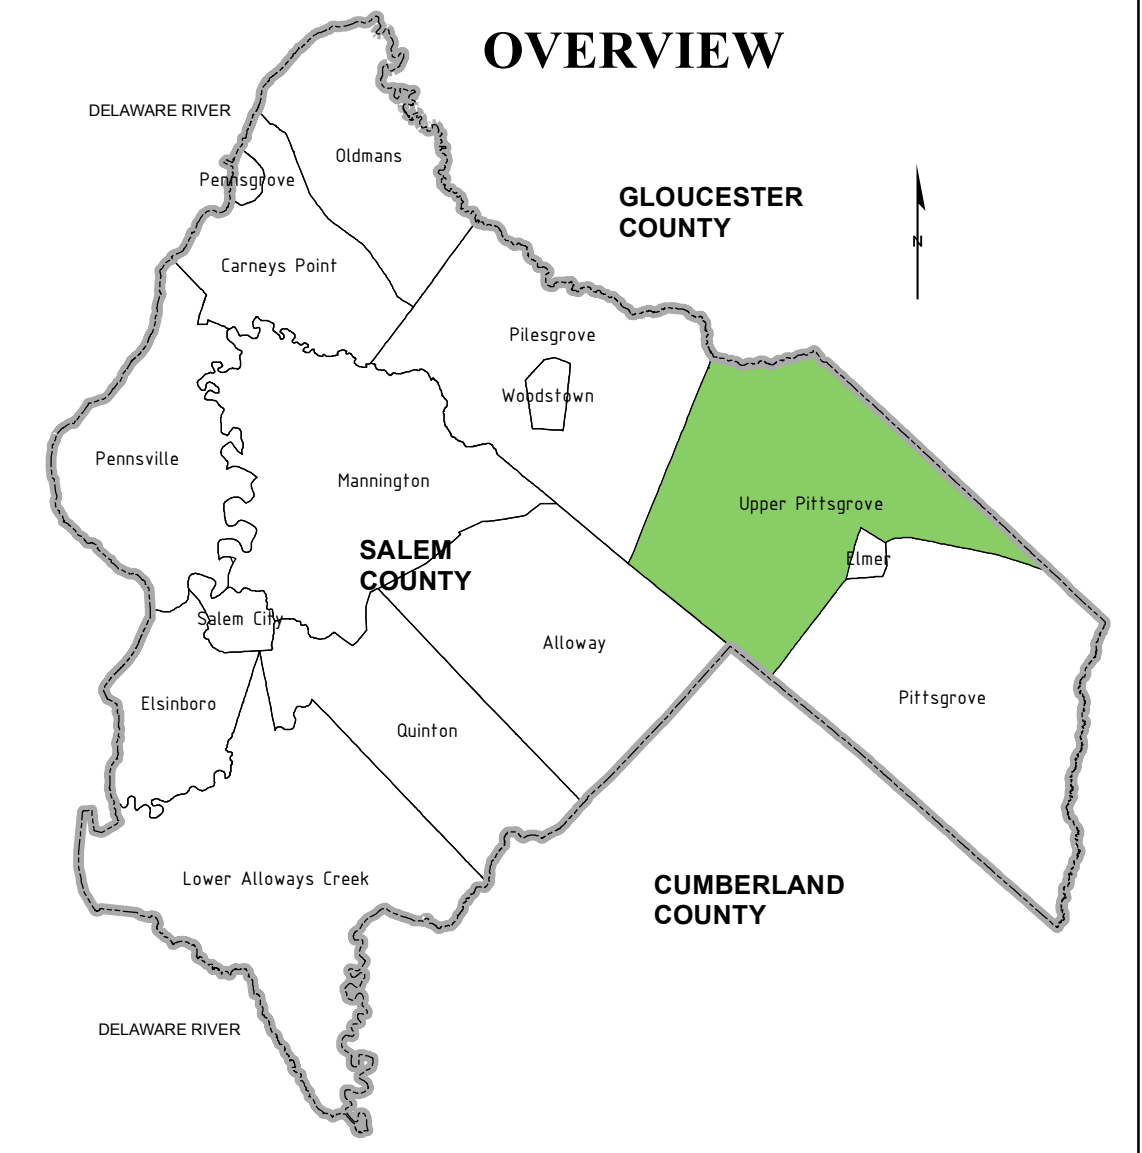 OVERVIEW
DELAWARE RIVER
Oldmans
Pennsgrove
GLOUCESTER
COUNTY
N
Carneys Point
Pilesgrove
Woodstown
Pennsville
Mannington
Upper Pittsgrove
SALEM
COUNTY
Elmer
Salem City
Alloway
Elsinboro
Pittsgrove
Quinton
Lower Alloways Creek
CUMBERLAND
COUNTY
DELAWARE RIVER